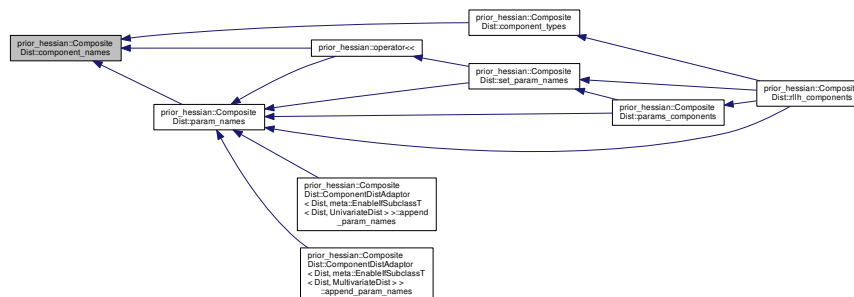 prior_hessian::Composite
Dist::component_names
prior_hessian::operator<<
prior_hessian::Composite
Dist::component_types
prior_hessian::Composite
Dist::set_param_names
prior_hessian::Composite
Dist::rllh_components
prior_hessian::Composite
Dist::params_components
prior_hessian::Composite
Dist::param_names
prior_hessian::Composite
Dist::ComponentDistAdaptor
< Dist, meta::EnableIfSubclassT
< Dist, UnivariateDist > >::append
_param_names
prior_hessian::Composite
Dist::ComponentDistAdaptor
< Dist, meta::EnableIfSubclassT
< Dist, MultivariateDist > >
::append_param_names